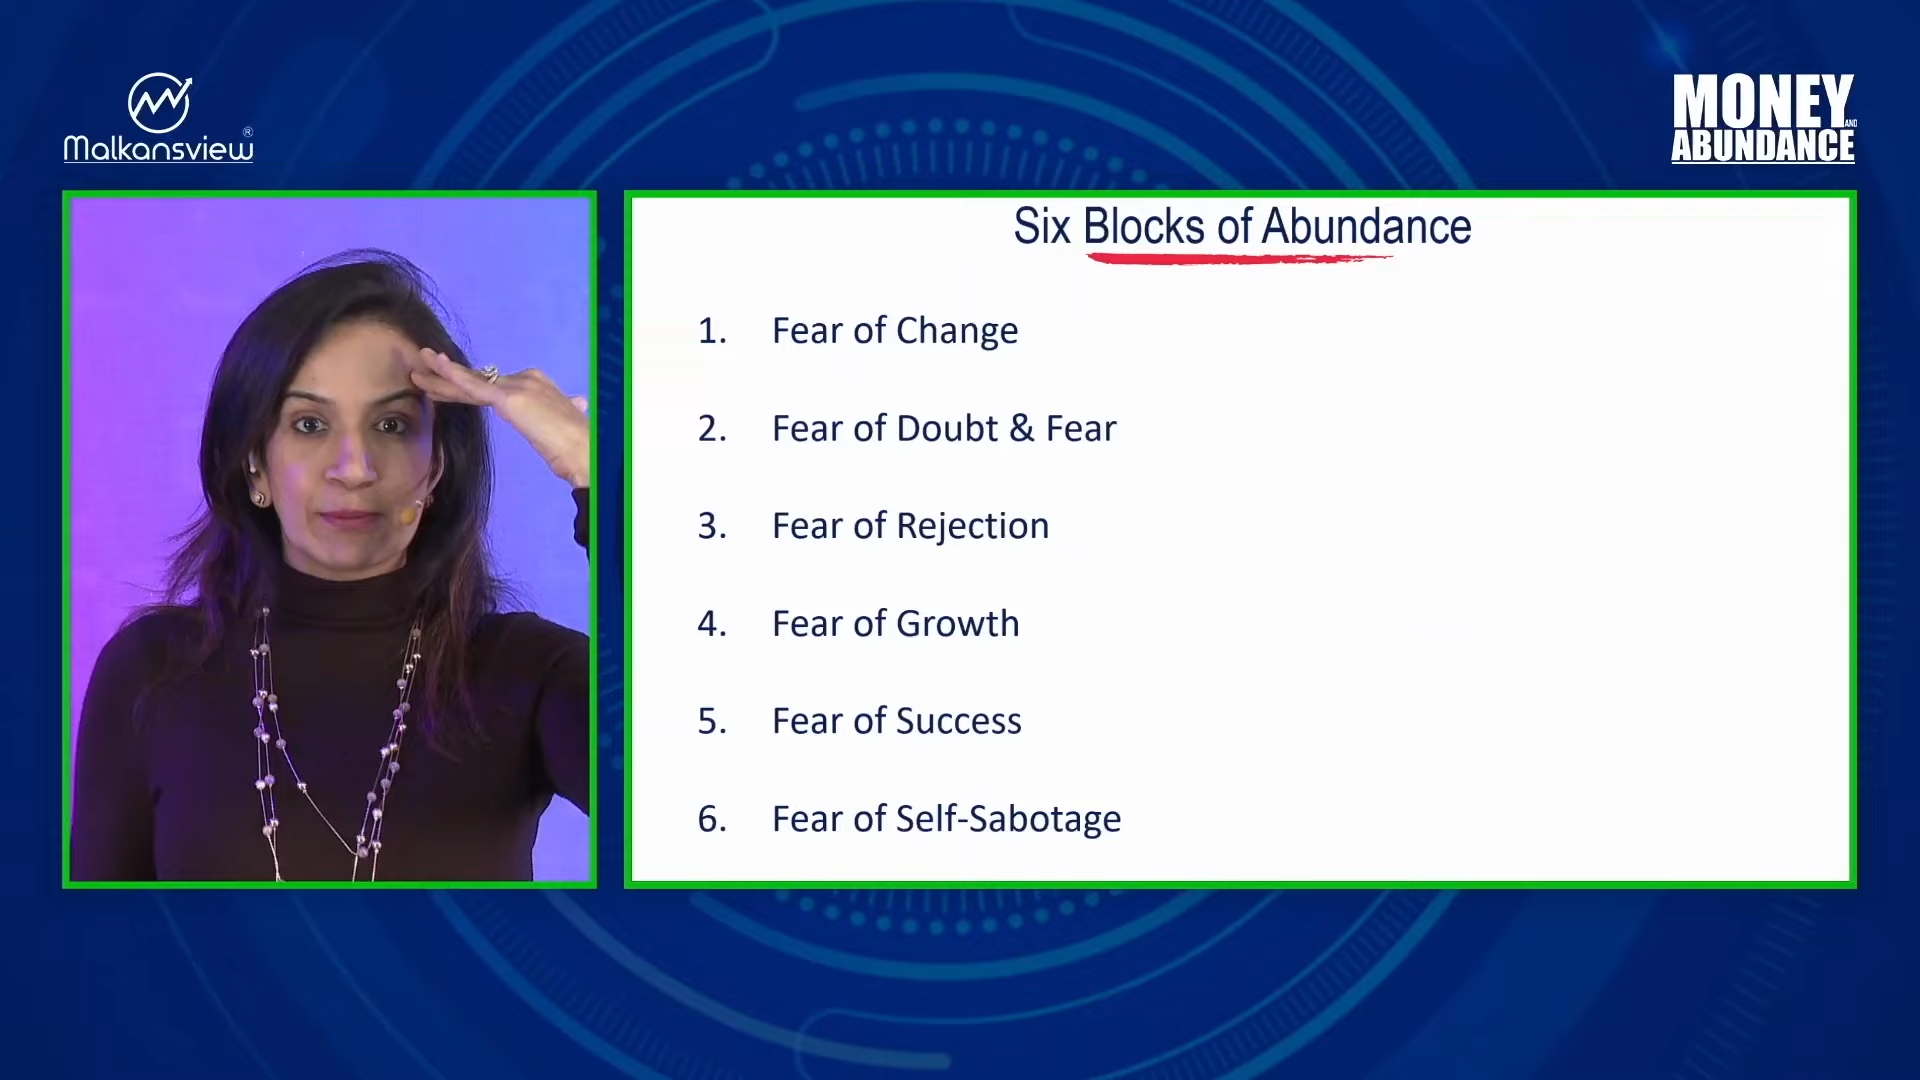 Malkansview®
MONEY
AND
ABUNDANCE
Six Blocks of Abundance
1. Fear of Change
2. Fear of Doubt & Fear
3. Fear of Rejection
4. Fear of Growth
5. Fear of Success
6. Fear of Self-Sabotage